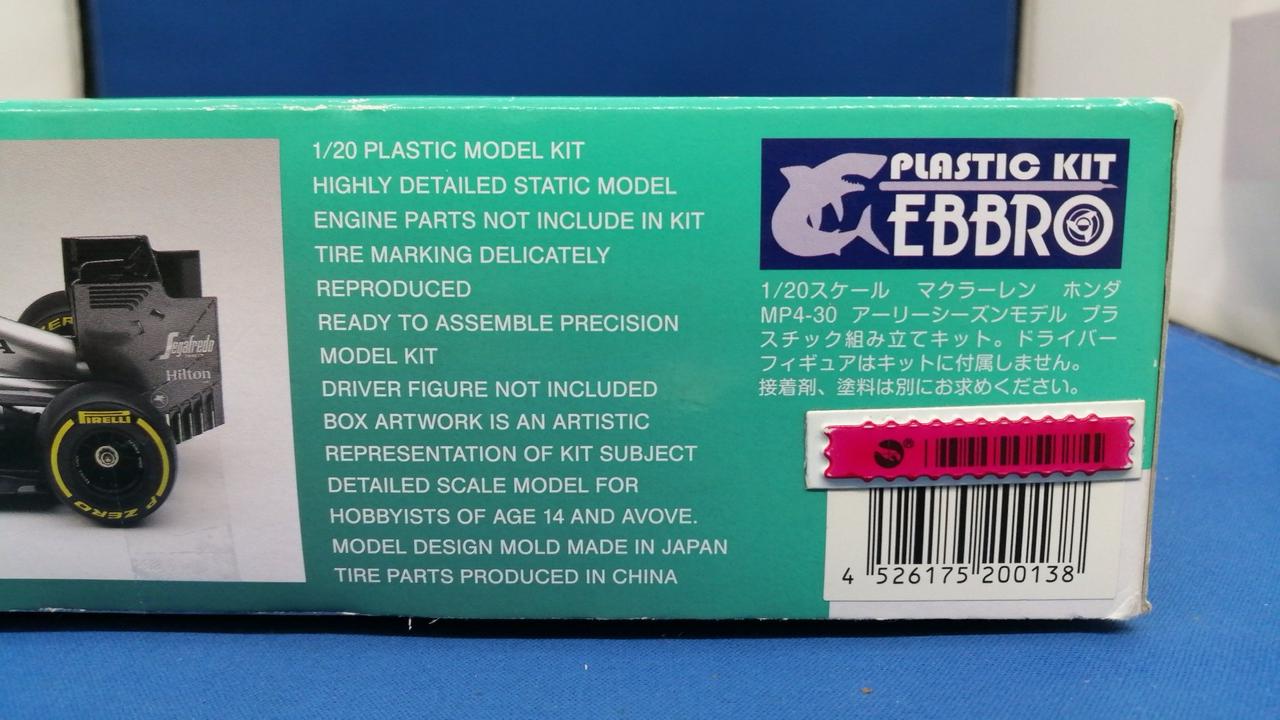 ZER
A
Segafredo
Hilton
PIRELLI
P ZERO
1/20 PLASTIC MODEL KIT
HIGHLY DETAILED STATIC MODEL
ENGINE PARTS NOT INCLUDE IN KIT
TIRE MARKING DELICATELY
REPRODUCED
READY TO ASSEMBLE PRECISION
MODEL KIT
DRIVER FIGURE NOT INCLUDED
BOX ARTWORK IS AN ARTISTIC
REPRESENTATION OF KIT SUBJECT
DETAILED SCALE MODEL FOR
HOBBYISTS OF AGE 14 AND AVOVE.
MODEL DESIGN MOLD MADE IN JAPAN
TIRE PARTS PRODUCED IN CHINA
PLASTIC KIT
EBBRO
1/20スケール マクラーレン ホンダ
MP4-30 アーリーシーズンモデル プラ
スチック組み立てキット。ドライバー
フィギュアはキットに付属しません。
接着剤、塗料は別にお求めください。
®
4 526175 200138